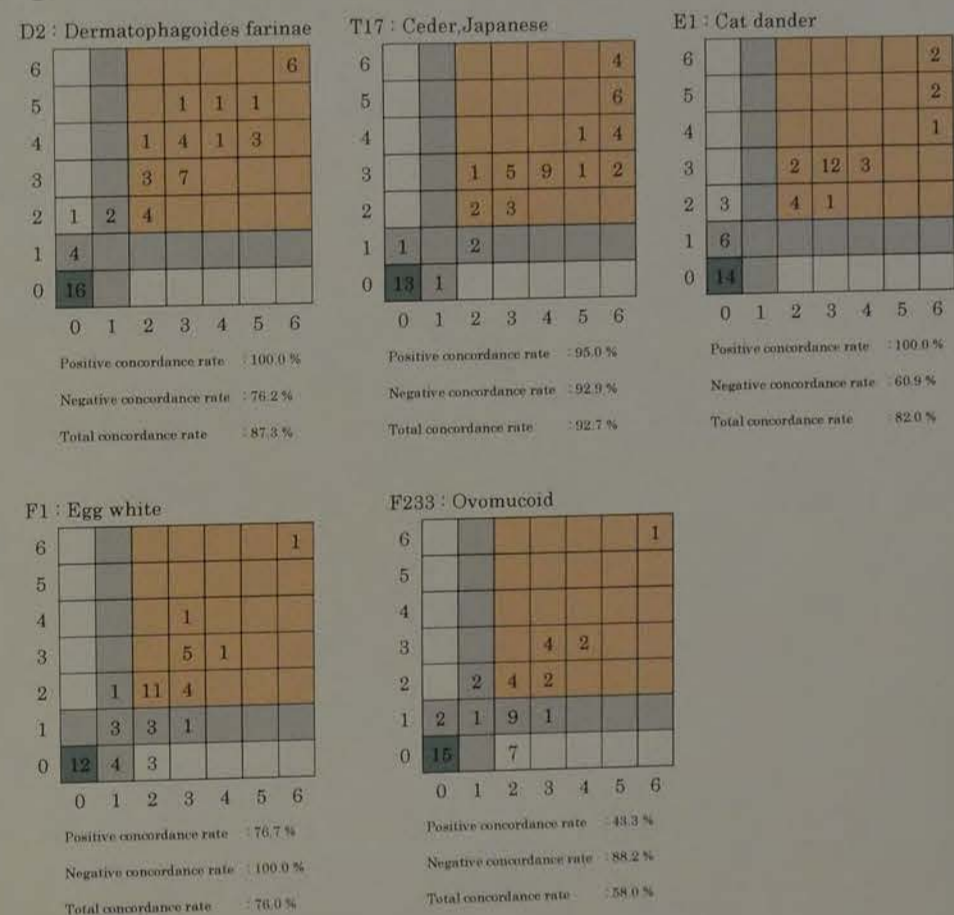 D2 : Dermatophagoides farinae
6 6
5 1 1 1
4 1 4 1 3
3 3 7
2 1 2 4
1 4
0 16
0 1 2 3 4 5 6
Positive concordance rate : 100.0 %
Negative concordance rate : 76.2 %
Total concordance rate : 87.3 %
T17 : Ceder,Japanese
6 4
5 6
4 1 4
3 1 5 9 1 2
2 2 3
1 1 2
0 13 1
0 1 2 3 4 5 6
Positive concordance rate : 95.0 %
Negative concordance rate : 92.9 %
Total concordance rate : 92.7 %
E1 : Cat dander
6 2
5 2
4 1
3 2 12 3
2 3 4 1
1 6
0 14
0 1 2 3 4 5 6
Positive concordance rate : 100.0 %
Negative concordance rate : 60.9 %
Total concordance rate : 82.0 %
F1 : Egg white
6 1
5
4 1
3 5 1
2 1 11 4
1 3 3 1
0 12 4 3
0 1 2 3 4 5 6
Positive concordance rate : 76.7 %
Negative concordance rate : 100.0 %
Total concordance rate : 76.0 %
F233 : Ovomucoid
6 1
5
4
3 4 2
2 2 4 2
1 2 1 9 1
0 15 7
0 1 2 3 4 5 6
Positive concordance rate : 43.3 %
Negative concordance rate : 88.2 %
Total concordance rate : 58.0 %